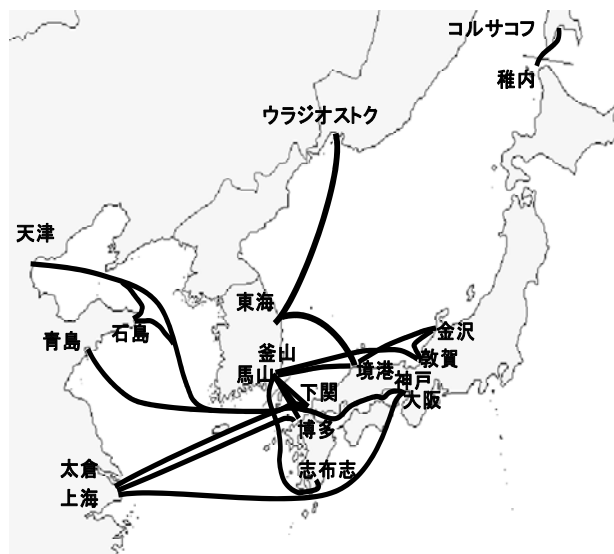 コルサコフ
稚内
ウラジオストク
天津
東海
金沢
青島
石島
釜山
馬山
境港
敦賀
神戸
下関
大阪
博多
太倉
志布志
上海